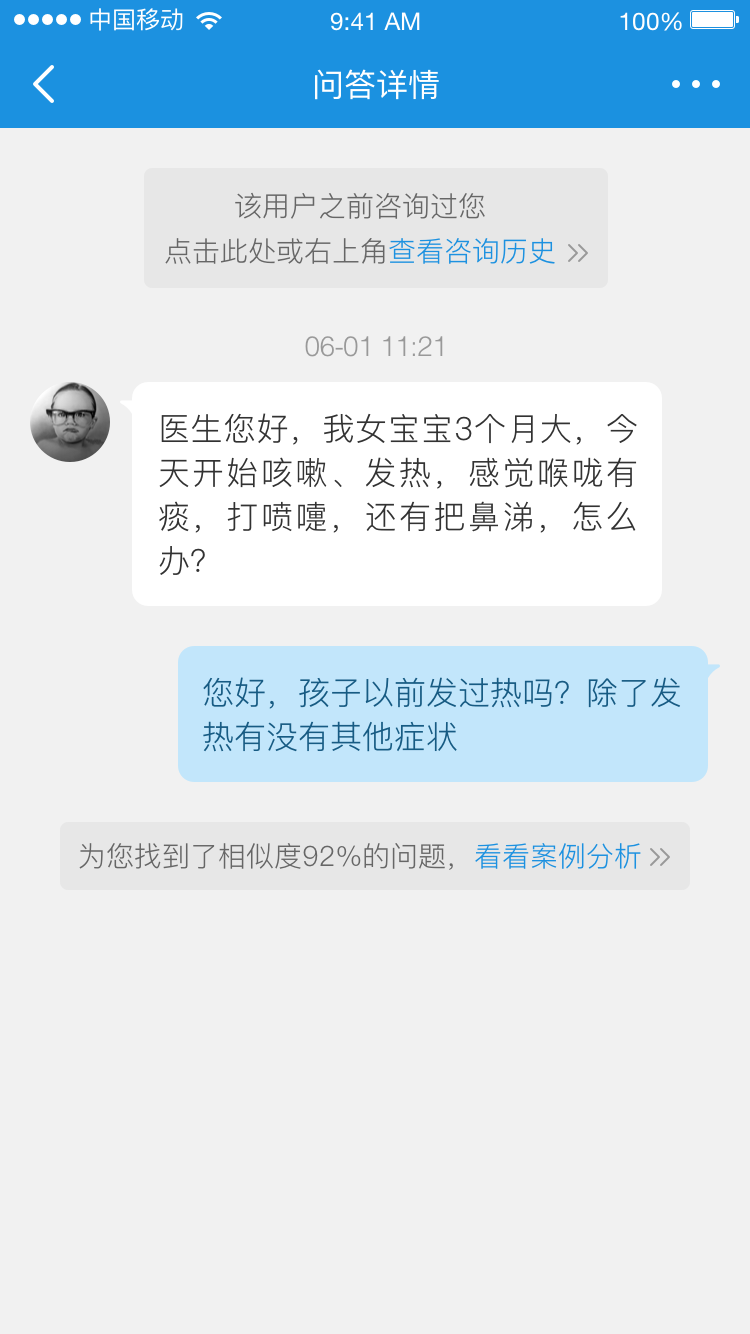 中国移动 9:41 AM 100%
问答详情
该用户之前咨询过您
点击此处或右上角查看咨询历史 >>
06-01 11:21
医生您好，我女宝宝3个月大，今
天开始咳嗽、发热，感觉喉咙有
痰，打喷嚏，还有把鼻涕，怎么
办？
您好，孩子以前发过热吗？除了发
热有没有其他症状
为您找到了相似度92%的问题，看看案例分析 >>